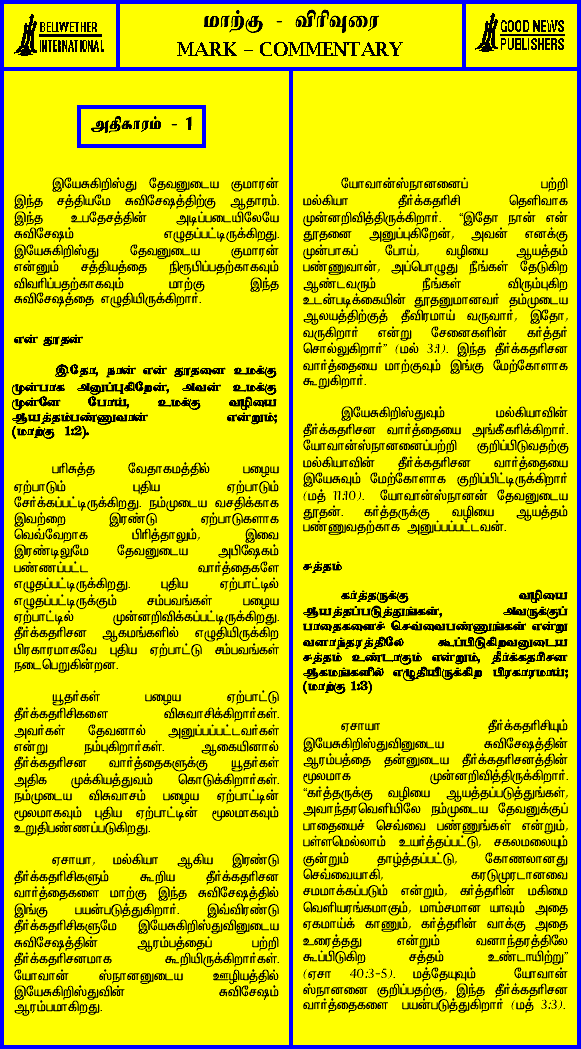 BELLWETHER
INTERNATIONAL
மாற்கு - விரிவுரை
MARK – COMMENTARY
GOOD NEWS
PUBLISHERS
அதிகாரம் - 1
இயேசுகிறிஸ்து தேவனுடைய குமாரன்
இந்த சத்தியமே சுவிசேஷத்திற்கு ஆதாரம்.
இந்த உபதேசத்தின் அடிப்படையிலேயே
சுவிசேஷம் எழுதப்பட்டிருக்கிறது.
இயேசுகிறிஸ்து தேவனுடைய குமாரன்
என்னும் சத்தியத்தை நிரூபிப்பதற்காகவும்
விவரிப்பதற்காகவும் மாற்கு இந்த
சுவிசேஷத்தை எழுதியிருக்கிறார்.
என் தூதன்
இதோ, நான் என் தூதனை உமக்கு
முன்பாக அனுப்புகிறேன், அவன் உமக்கு
முன்னே போய், உமக்கு வழியை
ஆயத்தம்பண்ணுவான் என்றும்;
(மாற்கு 1:2).
பரிசுத்த வேதாகமத்தில் பழைய
ஏற்பாடும் புதிய ஏற்பாடும்
சேர்க்கப்பட்டிருக்கிறது. நம்முடைய வசதிக்காக
இவற்றை இரண்டு ஏற்பாடுகளாக
வெவ்வேறாக பிரித்தாலும், இவை
இரண்டிலுமே தேவனுடைய அபிஷேகம்
பண்ணப்பட்ட வார்த்தைகளே
எழுதப்பட்டிருக்கிறது. புதிய ஏற்பாட்டில்
எழுதப்பட்டிருக்கும் சம்பவங்கள் பழைய
ஏற்பாட்டில் முன்னறிவிக்கப்பட்டிருக்கிறது.
தீர்க்கதரிசன ஆகமங்களில் எழுதியிருக்கிற
பிரகாரமாகவே புதிய ஏற்பாட்டு சம்பவங்கள்
நடைபெறுகின்றன.
யூதர்கள் பழைய ஏற்பாட்டு
தீர்க்கதரிசிகளை விசுவாசிக்கிறார்கள்.
அவர்கள் தேவனால் அனுப்பப்பட்டவர்கள்
என்று நம்புகிறார்கள். ஆகையினால்
தீர்க்கதரிசன வார்த்தைகளுக்கு யூதர்கள்
அதிக முக்கியத்துவம் கொடுக்கிறார்கள்.
நம்முடைய விசுவாசம் பழைய ஏற்பாட்டின்
மூலமாகவும் புதிய ஏற்பாட்டின் மூலமாகவும்
உறுதிபண்ணப்படுகிறது.
ஏசாயா, மல்கியா ஆகிய இரண்டு
தீர்க்கதரிசிகளும் கூறிய தீர்க்கதரிசன
வார்த்தைகளை மாற்கு இந்த சுவிசேஷத்தில்
இங்கு பயன்படுத்துகிறார். இவ்விரண்டு
தீர்க்கதரிசிகளுமே இயேசுகிறிஸ்துவினுடைய
சுவிசேஷத்தின் ஆரம்பத்தைப் பற்றி
தீர்க்கதரிசனமாக கூறியிருக்கிறார்கள்.
யோவான் ஸ்நானனுடைய ஊழியத்தில்
இயேசுகிறிஸ்துவின் சுவிசேஷம்
ஆரம்பமாகிறது.
யோவான்ஸ்நானனைப் பற்றி
மல்கியா தீர்க்கதரிசி தெளிவாக
முன்னறிவித்திருக்கிறார். “இதோ நான் என்
தூதனை அனுப்புகிறேன், அவன் எனக்கு
முன்பாகப் போய், வழியை ஆயத்தம்
பண்ணுவான், அப்பொழுது நீங்கள் தேடுகிற
ஆண்டவரும் நீங்கள் விரும்புகிற
உடன்படிக்கையின் தூதனுமானவர் தம்முடைய
ஆலயத்திற்குத் தீவிரமாய் வருவார், இதோ,
வருகிறார் என்று சேனைகளின் கர்த்தர்
சொல்லுகிறார்” (மல் 3:1). இந்த தீர்க்கதரிசன
வார்த்தையை மாற்குவும் இங்கு மேற்கோளாக
கூறுகிறார்.
இயேசுகிறிஸ்துவும் மல்கியாவின்
தீர்க்கதரிசன வார்த்தையை அங்கீகரிக்கிறார்.
யோவான்ஸ்நானனைப்பற்றி குறிப்பிடுவதற்கு
மல்கியாவின் தீர்க்கதரிசன வார்த்தையை
இயேசுவும் மேற்கோளாக குறிப்பிட்டிருக்கிறார்
(மத் 11:10). யோவான்ஸ்நானன் தேவனுடைய
தூதன். கர்த்தருக்கு வழியை ஆயத்தம்
பண்ணுவதற்காக அனுப்பப்பட்டவன்.
சத்தம்
கர்த்தருக்கு வழியை
ஆயத்தப்படுத்துங்கள், அவருக்குப்
பாதைகளைச் செவ்வைபண்ணுங்கள் என்று
வனாந்தரத்திலே கூப்பிடுகிறவனுடைய
சத்தம் உண்டாகும் என்றும், தீர்க்கதரிசன
ஆகமங்களில் எழுதியிருக்கிற பிரகாரமாய்;
(மாற்கு 1:3)
ஏசாயா தீர்க்கதரிசியும்
இயேசுகிறிஸ்துவினுடைய சுவிசேஷத்தின்
ஆரம்பத்தை தன்னுடைய தீர்க்கதரிசனத்தின்
மூலமாக முன்னறிவித்திருக்கிறார்.
“கர்த்தருக்கு வழியை ஆயத்தப்படுத்துங்கள்,
அவாந்தரவெளியிலே நம்முடைய தேவனுக்குப்
பாதையைச் செவ்வை பண்ணுங்கள் என்றும்,
பள்ளமெல்லாம் உயர்த்தப்பட்டு, சகலமலையும்
குன்றும் தாழ்த்தப்பட்டு, கோணலானது
செவ்வையாகி, கரடுமுரடானவை
சமமாக்கப்படும் என்றும், கர்த்தரின் மகிமை
வெளியரங்கமாகும், மாம்சமான யாவும் அதை
ஏகமாய்க் காணும், கர்த்தரின் வாக்கு அதை
உரைத்தது என்றும் வனாந்தரத்திலே
கூப்பிடுகிற சத்தம் உண்டாயிற்று”
(ஏசா 40:3-5). மத்தேயுவும் யோவான்
ஸ்நானனை குறிப்பதற்கு, இந்த தீர்க்கதரிசன
வார்த்தைகளை பயன்படுத்துகிறார் (மத் 3:3).